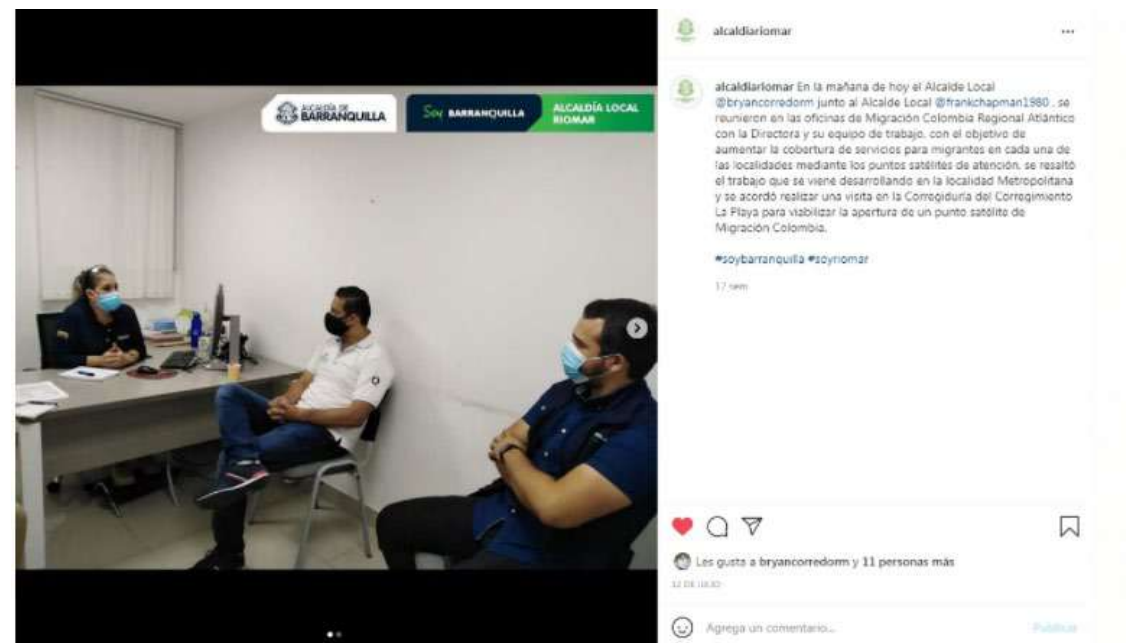 ALCALDÍA DE
BARRANQUILLA
Soy BARRANQUILLA
ALCALDÍA LOCAL
RIOMAR
alcaldiariomar
alcaldiariomar En la mañana de hoy el Alcalde Local
@bryancorredorm junto al Alcalde Local @frankchapman1980 , se
reunieron en las oficinas de Migración Colombia Regional Atlántico
con la Directora y su equipo de trabajo, con el objetivo de
aumentar la cobertura de servicios para migrantes en cada una de
las localidades mediante los puntos satélites de atención, se resaltó
el trabajo que se viene desarrollando en la localidad Metropolitana
y se acordó realizar una visita en la Corregiduría del Corregimiento
La Playa para viabilizar la apertura de un punto satélite de
Migración Colombia.
#soybarranquilla #soyriomar
17 sem
Les gusta a bryancorredorm y 11 personas más
12 DE JULIO
Agrega un comentario...
Publicar